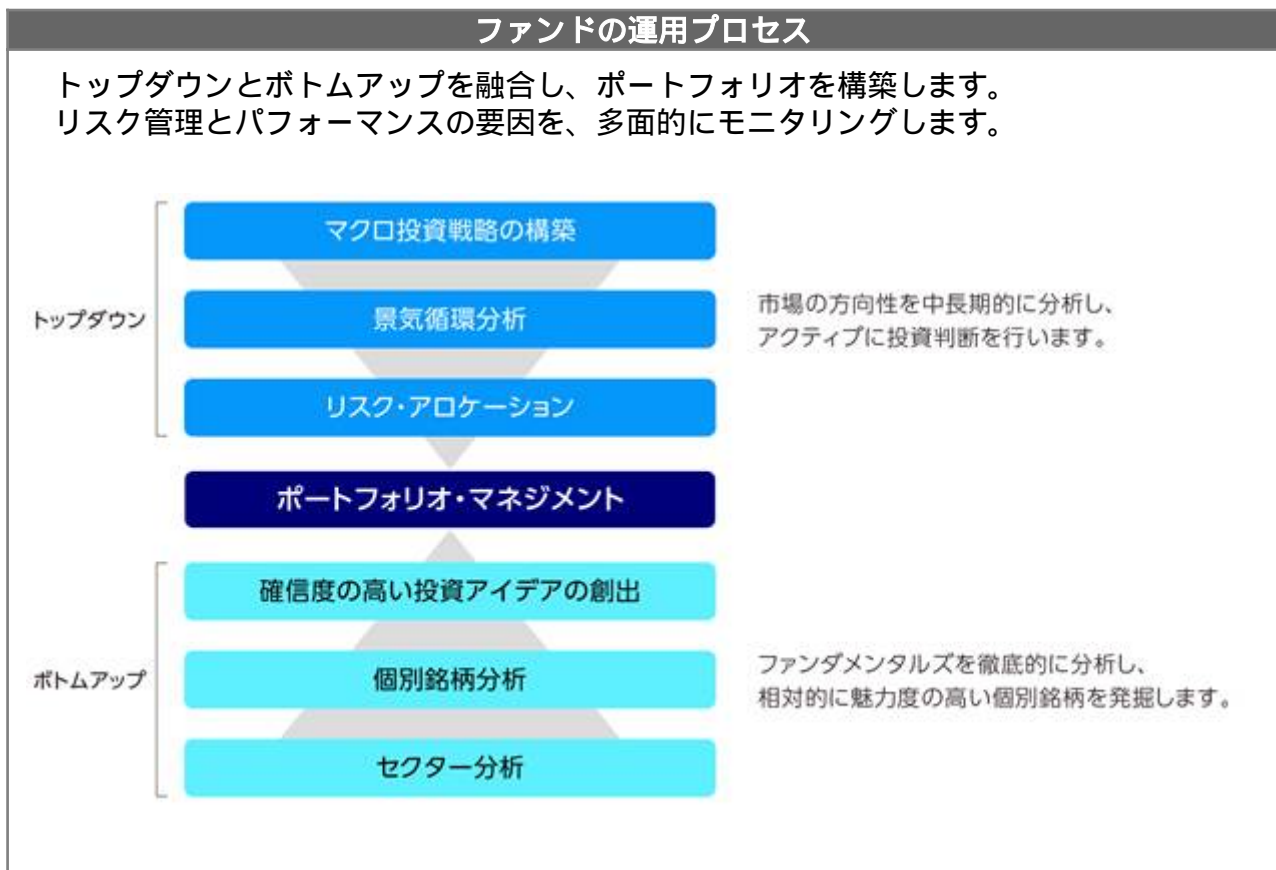 ファンドの運用プロセス
トップダウンとボトムアップを融合し、ポートフォリオを構築します。
リスク管理とパフォーマンスの要因を、多面的にモニタリングします。
トップダウン
マクロ投資戦略の構築
景気循環分析
リスク・アロケーション
市場の方向性を中長期的に分析し、
アクティブに投資判断を行います。
ポートフォリオ・マネジメント
ボトムアップ
確信度の高い投資アイデアの創出
個別銘柄分析
セクター分析
ファンダメンタルズを徹底的に分析し、
相対的に魅力度の高い個別銘柄を発掘します。